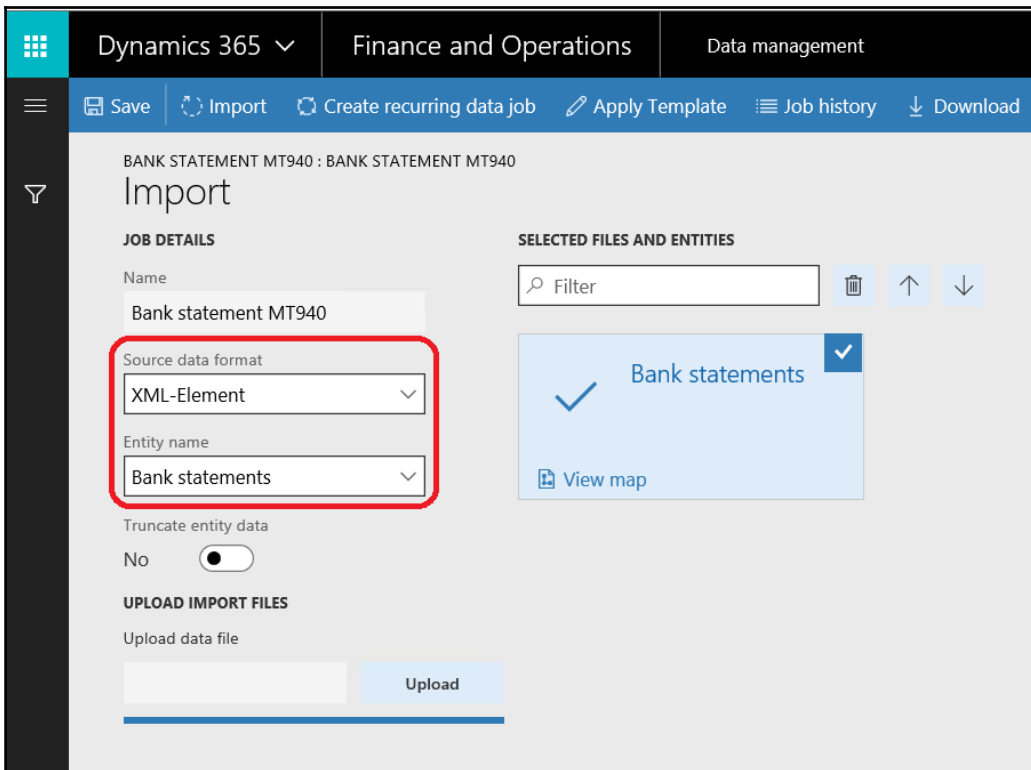 Dynamics 365 Finance and Operations Data management
Save Import Create recurring data job Apply Template Job history Download
BANK STATEMENT MT940 : BANK STATEMENT MT940
Import
JOB DETAILS
Name
Bank statement MT940
Source data format
XML-Element
Entity name
Bank statements
Truncate entity data
No
UPLOAD IMPORT FILES
Upload data file
Upload
SELECTED FILES AND ENTITIES
Filter
Bank statements
View map